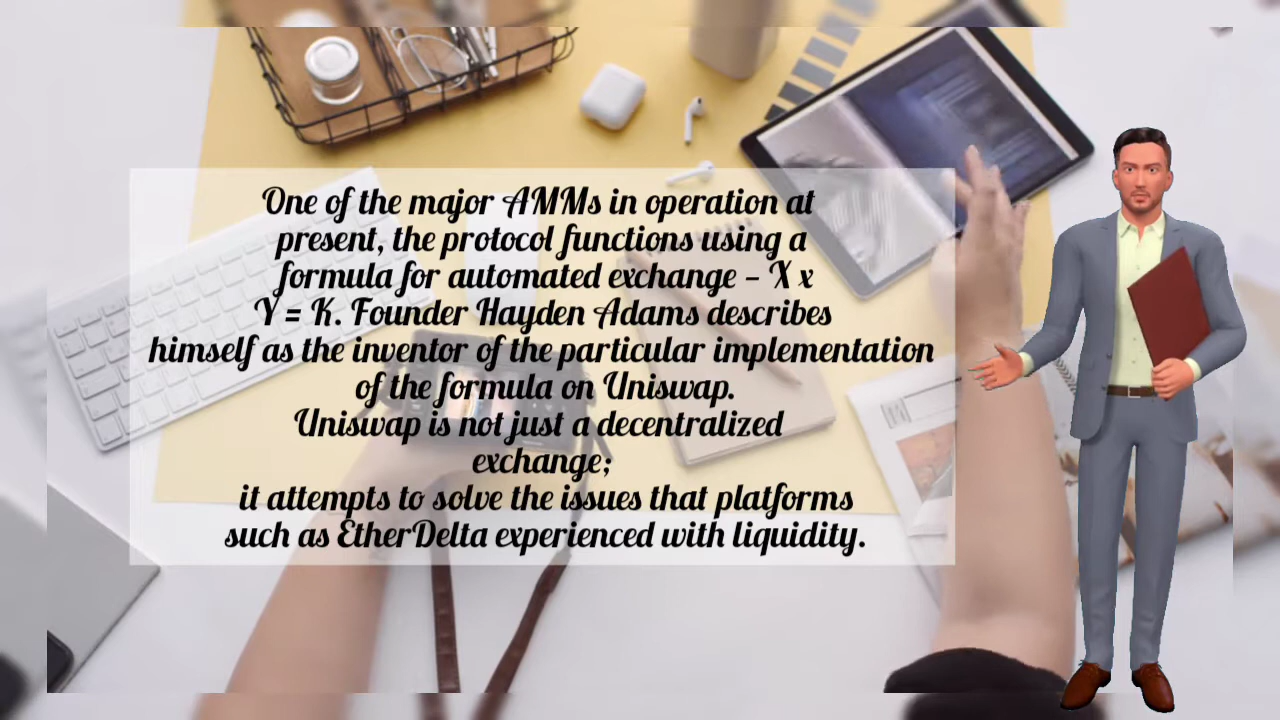 One of the major AMMs in operation at
present, the protocol functions using a
formula for automated exchange – X x
Y = K. Founder Hayden Adams describes
himself as the inventor of the particular implementation
of the formula on Uniswap.
Uniswap is not just a decentralized
exchange;
it attempts to solve the issues that platforms
such as EtherDelta experienced with liquidity.